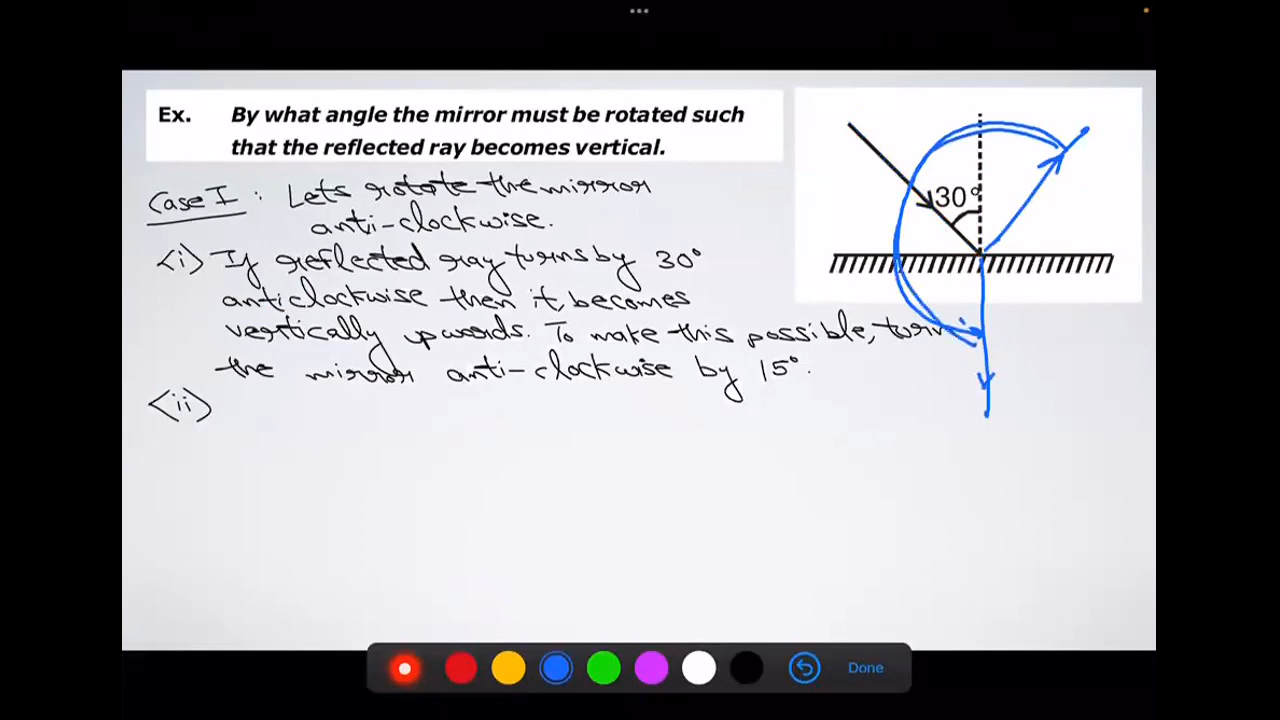 Ex. By what angle the mirror must be rotated such
that the reflected ray becomes vertical.
30°
Case I : Lets rotate the mirror
anti-clockwise.
<i> If reflected ray turns by 30°
anticlockwise then it, becomes
vertically upwords. To make this possible, turn
the mirror anti-clockwise by 15°.
<ii>
Done